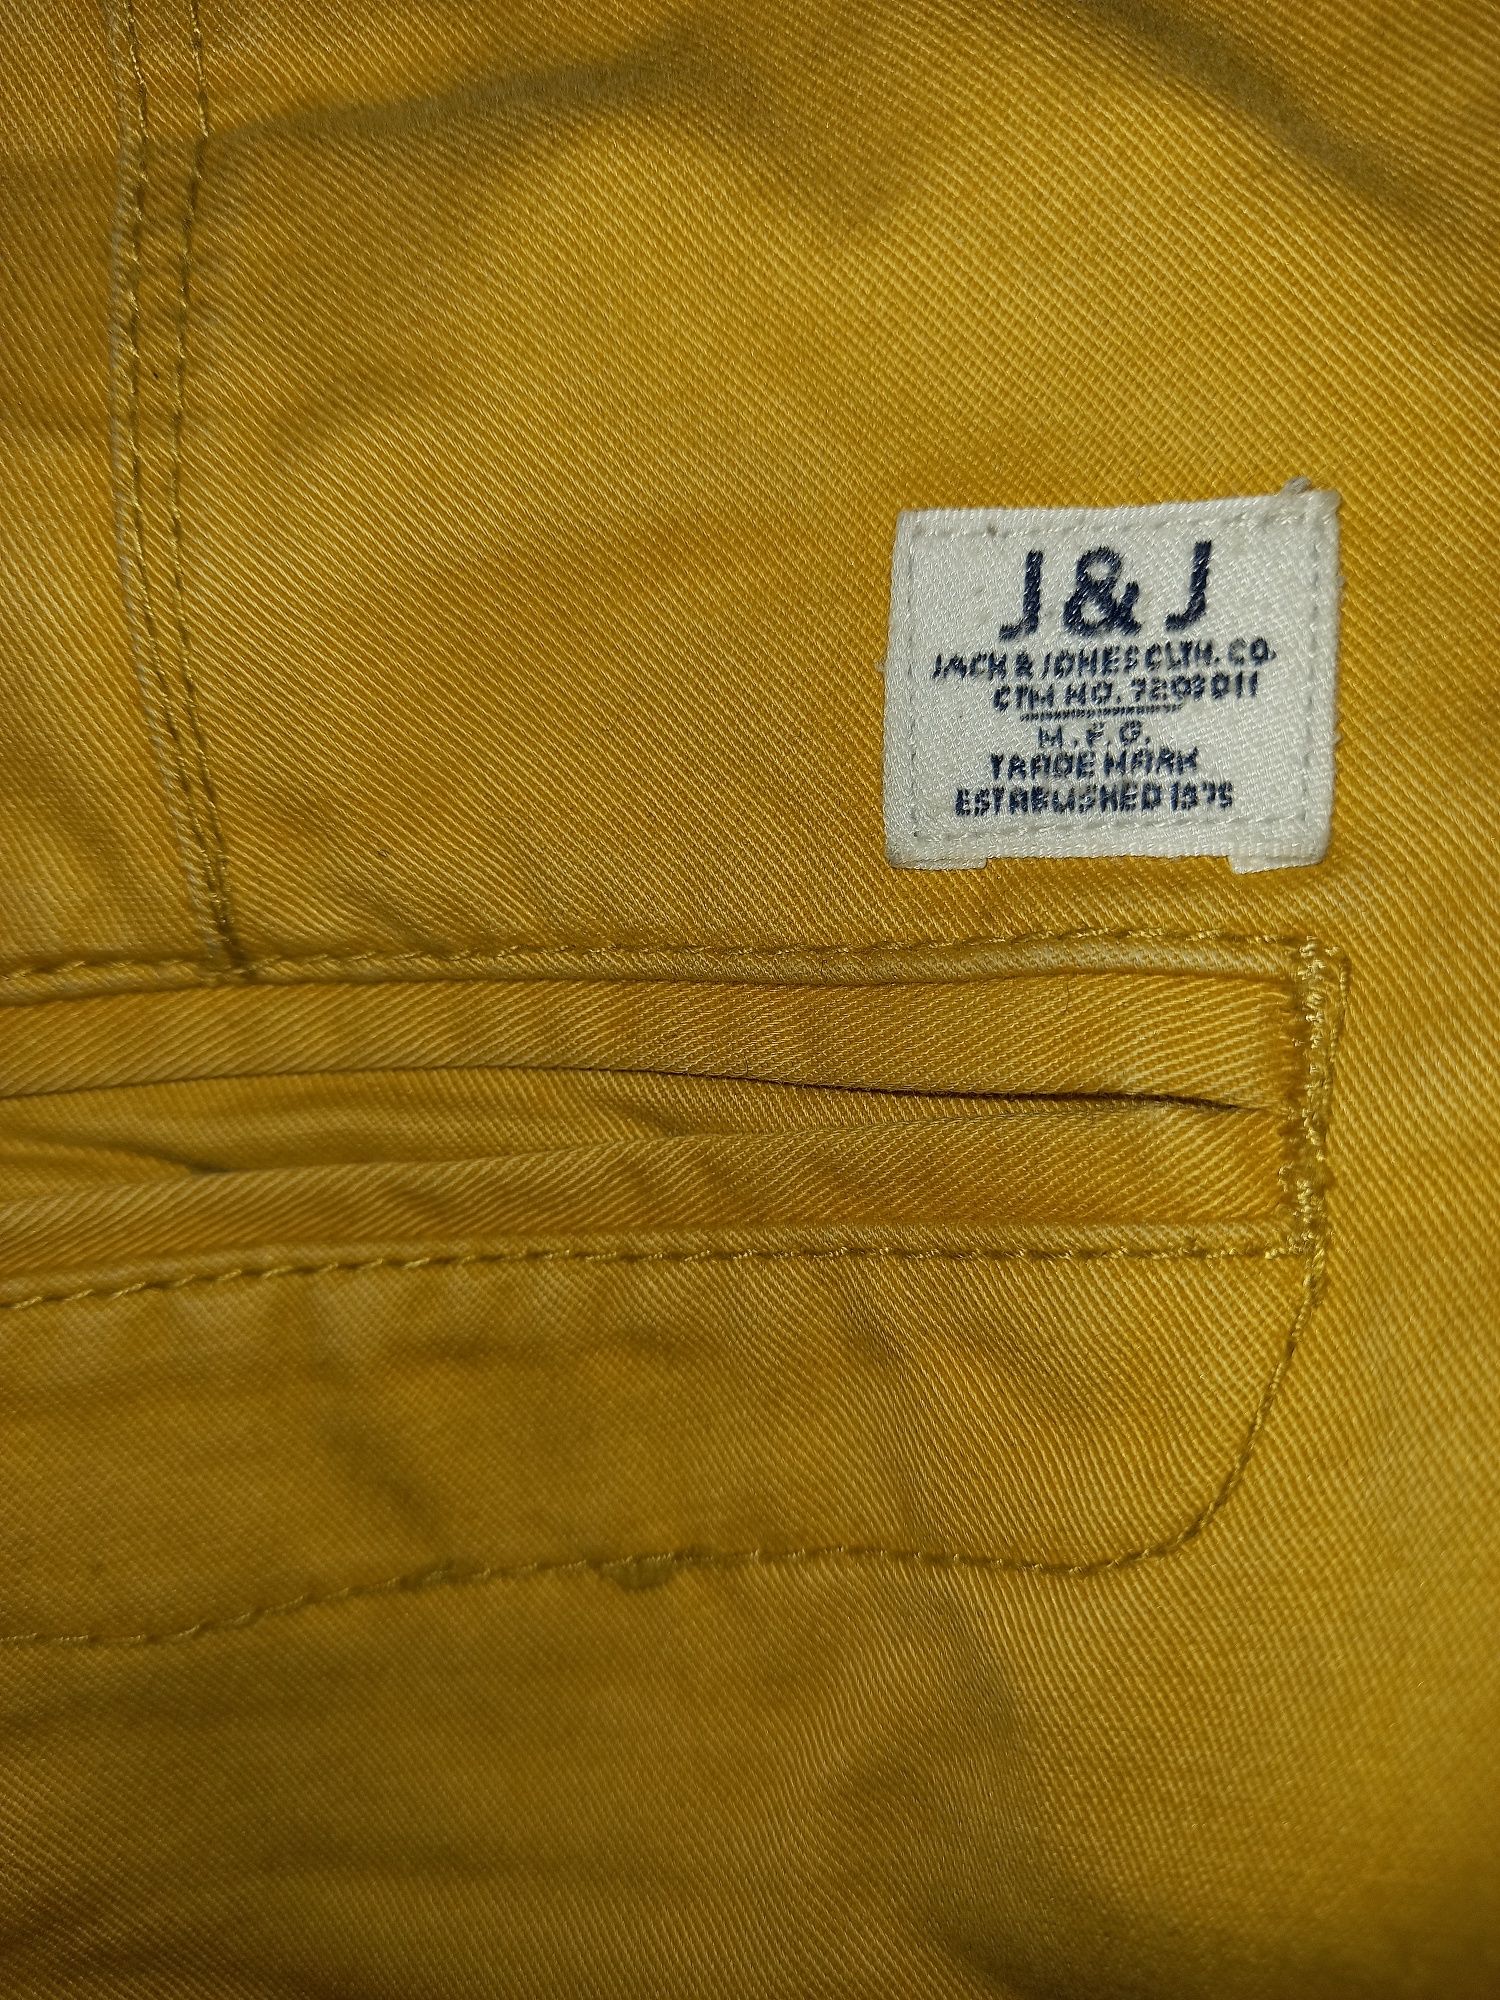 J & J
JACK & JONES CLTH. CO.
CTM NO. 7203011
M.F.G.
TRADE MARK
ESTABLISHED 1975